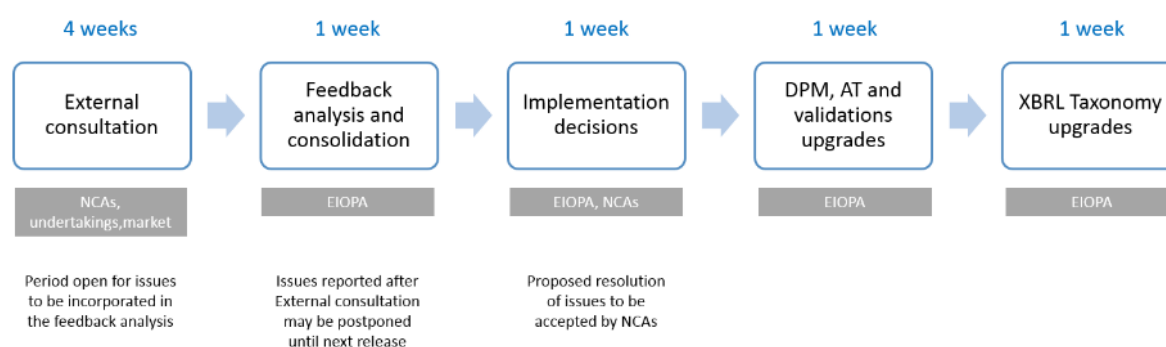 4 weeks
1 week
1 week
1 week
1 week
External
consultation
Feedback
analysis and
consolidation
Implementation
decisions
DPM, AT and
validations
upgrades
XBRL Taxonomy
upgrades
NCAs,
undertakings,market
EIOPA
EIOPA, NCAs
EIOPA
EIOPA
Period open for issues
to be incorporated in
the feedback analysis
Issues reported after
External consultation
may be postponed
until next release
Proposed resolution
of issues to be
accepted by NCAs